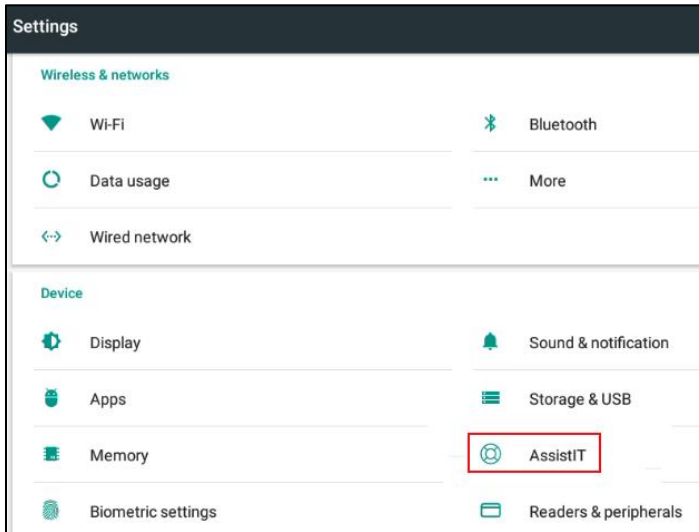 Settings
Wireless & networks
Wi-Fi
Bluetooth
Data usage
More
Wired network
Device
Display
Sound & notification
Apps
Storage & USB
Memory
AssistIT
Biometric settings
Readers & peripherals